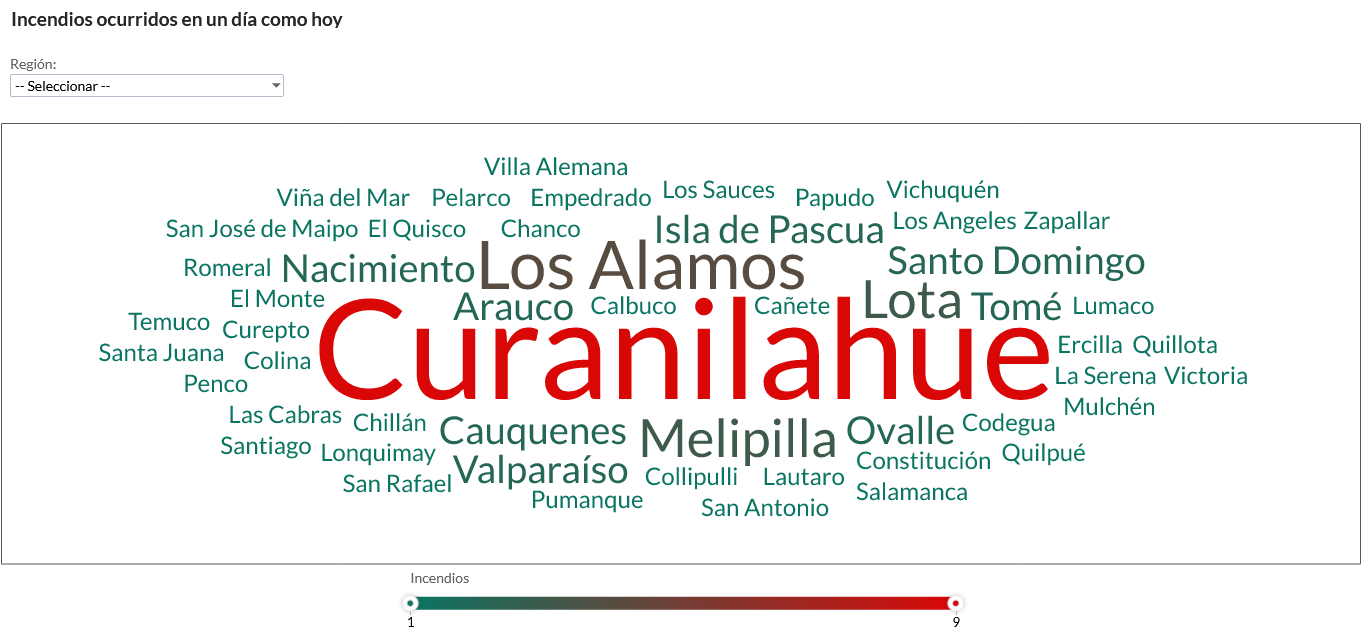 Incendios ocurridos en un día como hoy
Región:
-- Seleccionar --
Villa Alemana
Viña del Mar Pelarco Empedrado Los Sauces Papudo Vichuquén
San José de Maipo El Quisco Chanco Isla de Pascua Los Angeles Zapallar
Romeral Nacimiento Los Alamos Santo Domingo
El Monte Arauco Calbuco Cañete Lota Tomé Lumaco
Temuco Curepto Curanilahue Ercilla Quillota
Santa Juana Colina La Serena Victoria
Penco Mulchén
Las Cabras Chillán Cauquenes Melipilla Ovalle Codegua
Santiago Lonquimay Valparaíso Constitución Quilpué
San Rafael Collipulli Lautaro Salamanca
Pumanque San Antonio
Incendios
1 9